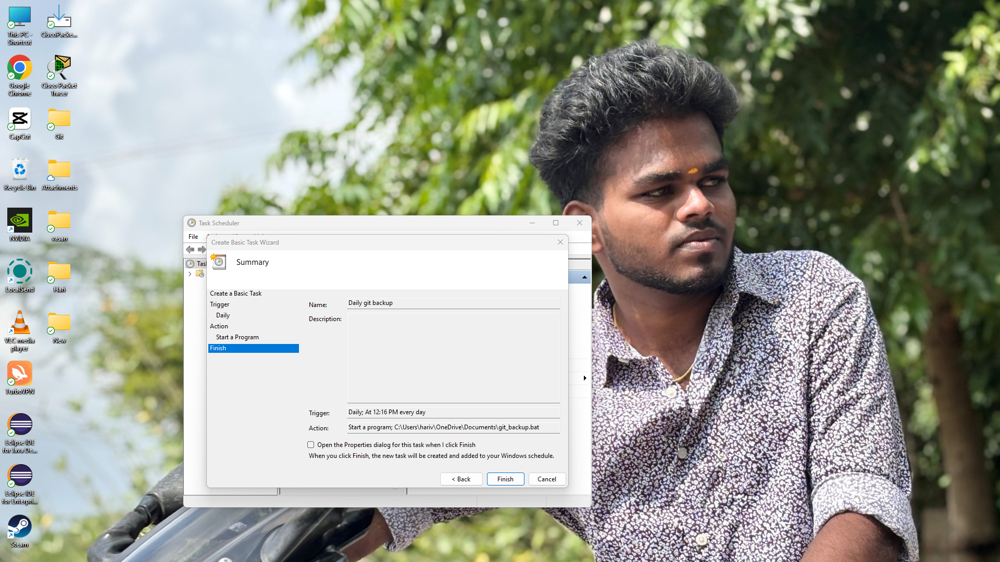 This PC -
Shortcut
CiscoPacke...
Google
Chrome
Cisco Packet
Tracer
CapCut
Git
Recycle Bin
Attachments
NVIDIA
vasan
LocalSend
Hari
VLC media
player
New
TurboVPN
Eclipse IDE
for Java De...
Eclipse IDE
for Enterpri...
Steam
Task Scheduler
File
Create Basic Task Wizard
Summary
Create a Basic Task
Trigger
Daily
Action
Start a Program
Finish
Name:
Daily git backup
Description:
Trigger:
Daily; At 12:16 PM every day
Action:
Start a program; C:\Users\hariv\OneDrive\Documents\git_backup.bat
Open the Properties dialog for this task when I click Finish
When you click Finish, the new task will be created and added to your Windows schedule.
< Back
Finish
Cancel